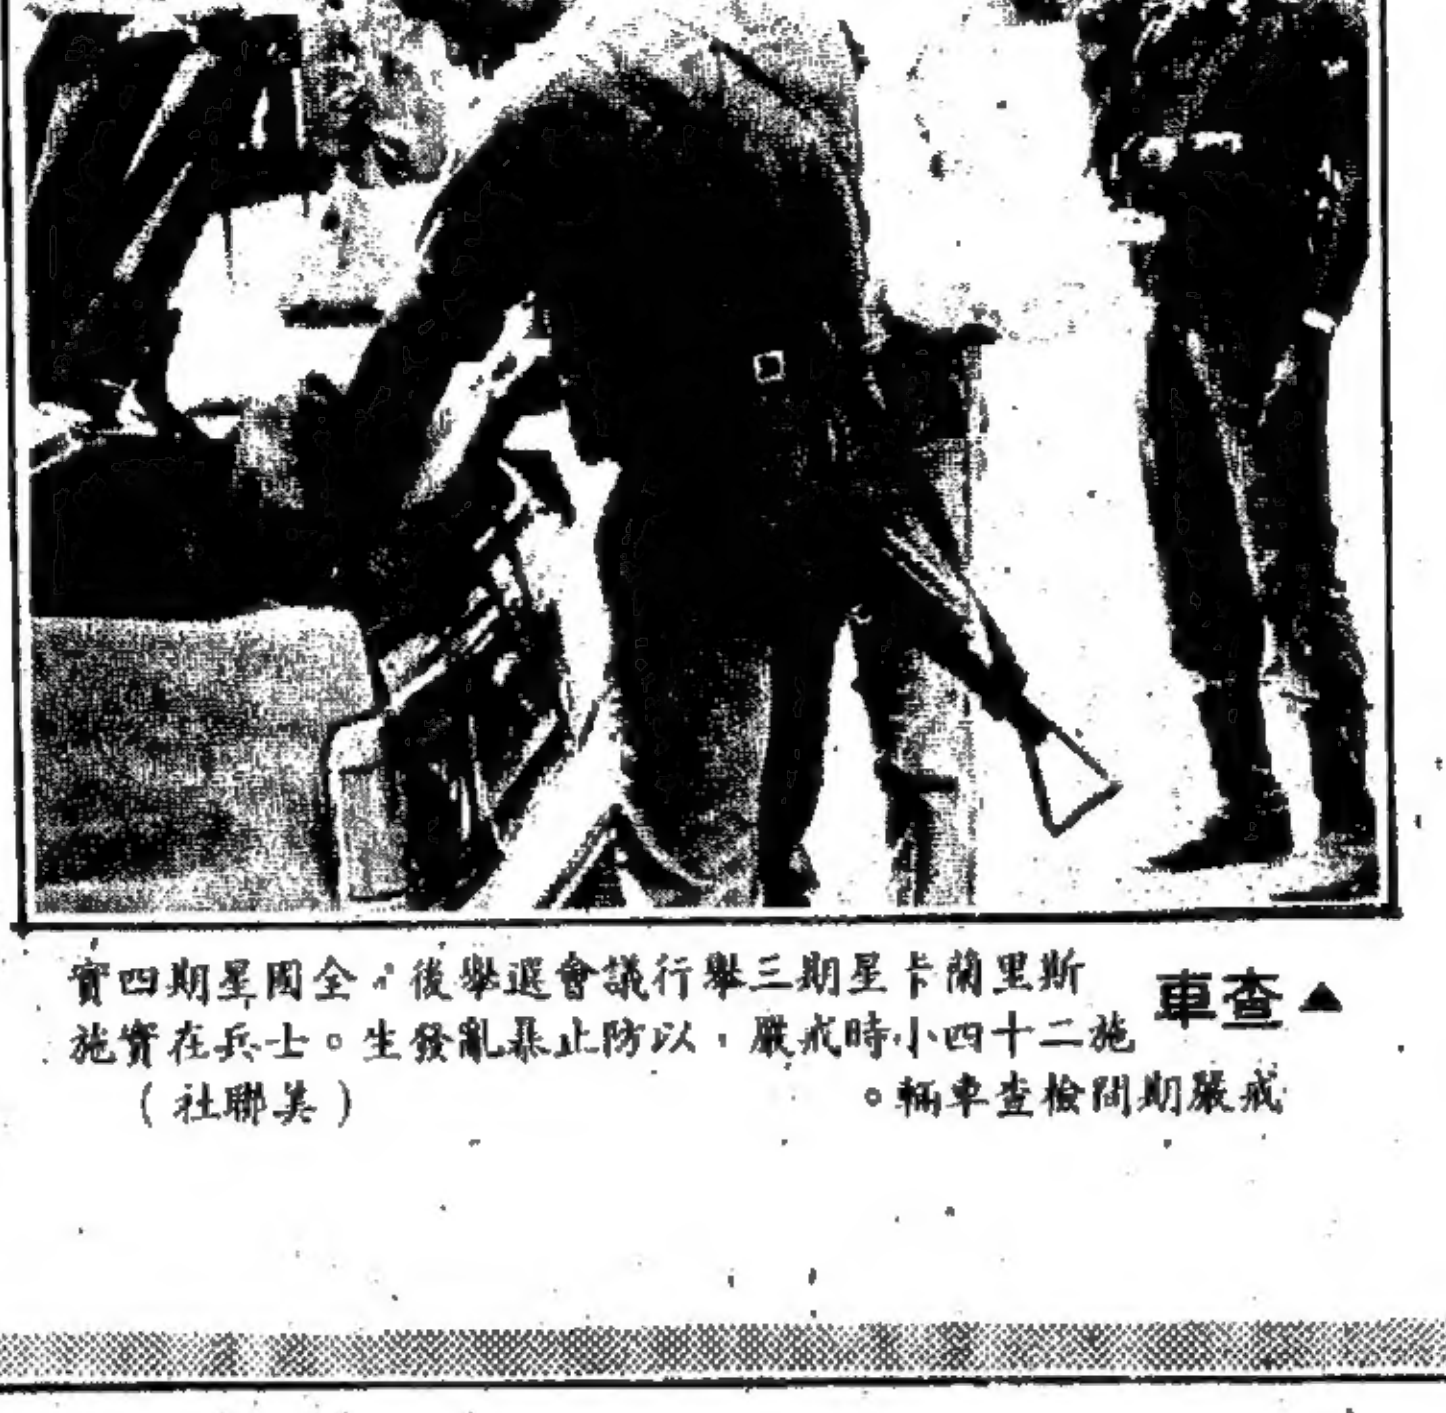 ▲查車
斯里蘭卡星期三舉行議會選舉後，全國星期四實
施二十四小時戒嚴，以防止暴亂發生。士兵在實施
戒嚴期間檢查車輛。
（美聯社）